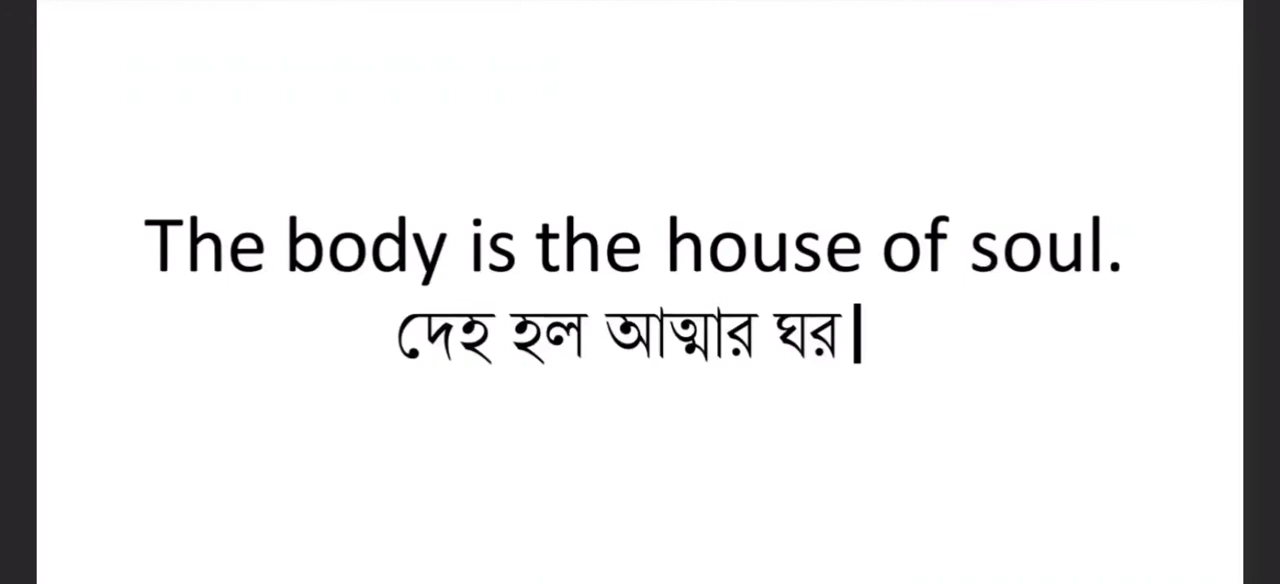 The body is the house of soul.
দেহ হল আত্মার ঘর|